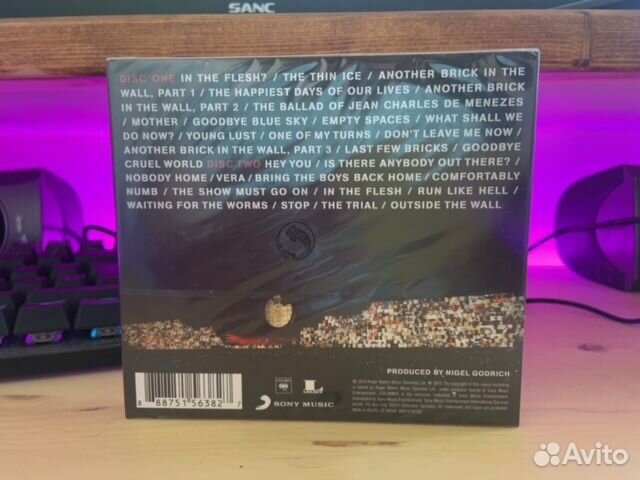 SANC
DISC ONE IN THE FLESH? / THE THIN ICE / ANOTHER BRICK IN THE
WALL, PART 1 / THE HAPPIEST DAYS OF OUR LIVES / ANOTHER BRICK
IN THE WALL, PART 2 / THE BALLAD OF JEAN CHARLES DE MENEZES
/ MOTHER / GOODBYE BLUE SKY / EMPTY SPACES / WHAT SHALL WE
DO NOW? / YOUNG LUST / ONE OF MY TURNS / DON'T LEAVE ME NOW /
ANOTHER BRICK IN THE WALL, PART 3 / LAST FEW BRICKS / GOODBYE
CRUEL WORLD DISC TWO HEY YOU / IS THERE ANYBODY OUT THERE? /
NOBODY HOME / VERA / BRING THE BOYS BACK HOME / COMFORTABLY
NUMB / THE SHOW MUST GO ON / IN THE FLESH / RUN LIKE HELL /
WAITING FOR THE WORMS / STOP / THE TRIAL / OUTSIDE THE WALL
PRODUCED BY NIGEL GODRICH
8 88751 56382 7
SONY MUSIC
LEGACY
Avito